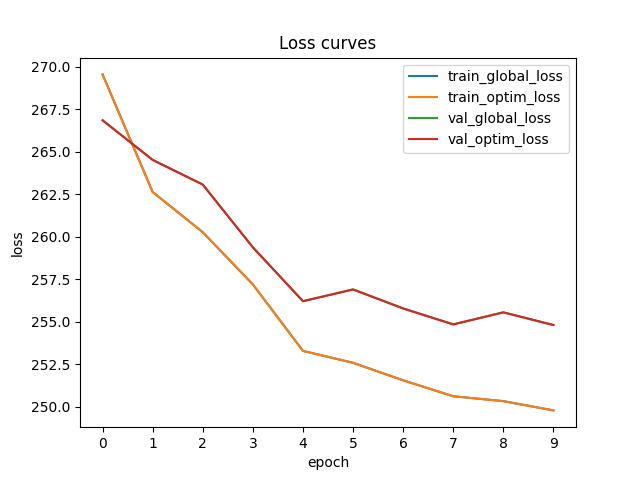 Loss curves
270.0
267.5
265.0
262.5
260.0
257.5
255.0
252.5
250.0
loss
train_global_loss
train_optim_loss
val_global_loss
val_optim_loss
0 1 2 3 4 5 6 7 8 9
epoch